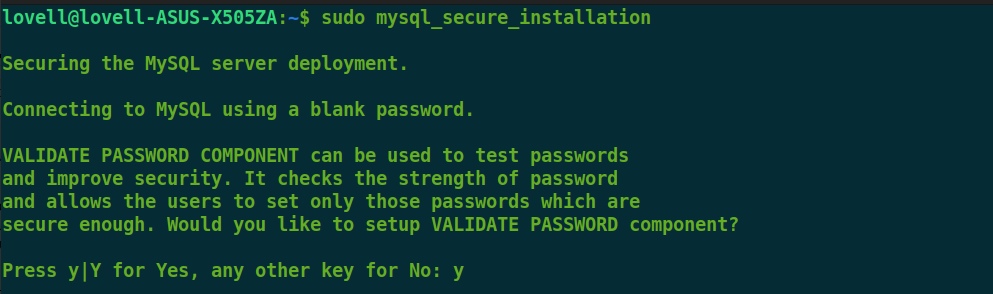 lovell@lovell-ASUS-X505ZA:~$ sudo mysql_secure_installation
Securing the MySQL server deployment.
Connecting to MySQL using a blank password.
VALIDATE PASSWORD COMPONENT can be used to test passwords
and improve security. It checks the strength of password
and allows the users to set only those passwords which are
secure enough. Would you like to setup VALIDATE PASSWORD component?
Press y|Y for Yes, any other key for No: y